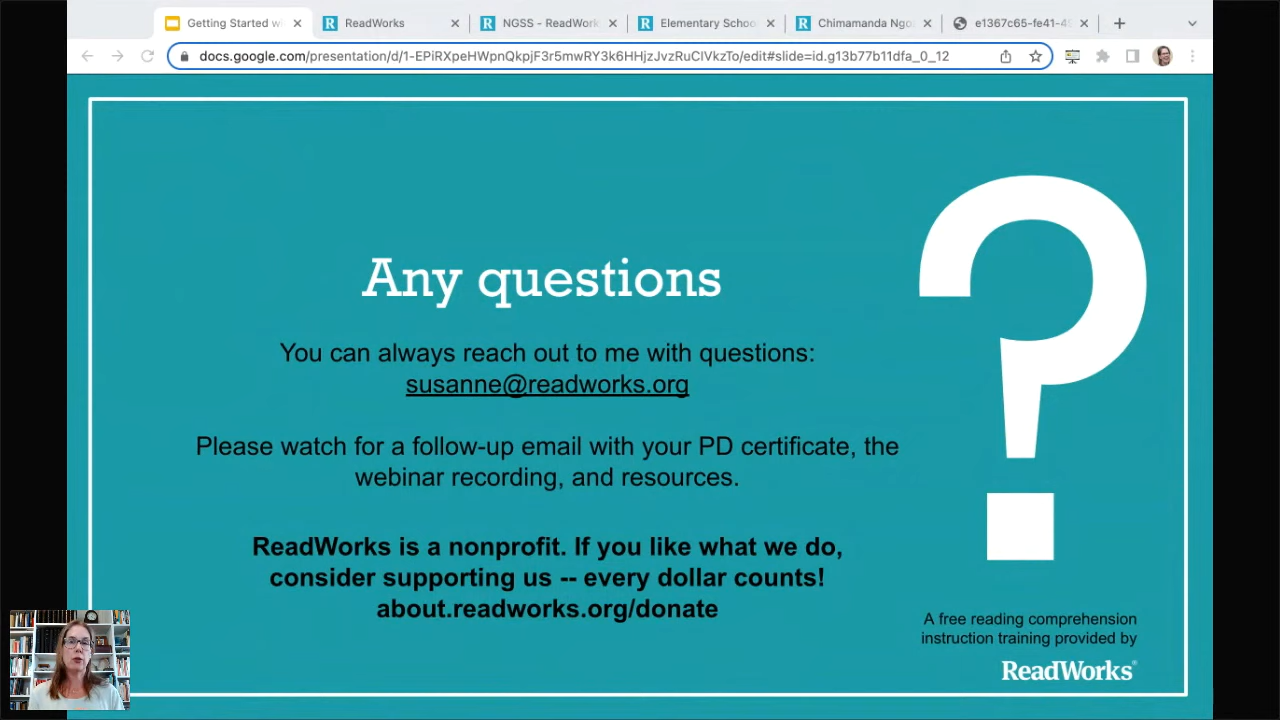 Getting Started wi
ReadWorks
NGSS - ReadWork
Elementary School
Chimamanda Ngo
e1367c65-fe41-49
docs.google.com/presentation/d/1-EPiRXpeHWpnQkpjF3r5mwRY3k6HHjzJvzRuClVkzTo/edit#slide=id.g13b77b11dfa_0_12
Any questions
?
You can always reach out to me with questions:
susanne@readworks.org
Please watch for a follow-up email with your PD certificate, the
webinar recording, and resources.
ReadWorks is a nonprofit. If you like what we do,
consider supporting us -- every dollar counts!
about.readworks.org/donate
A free reading comprehension
instruction training provided by
ReadWorks®